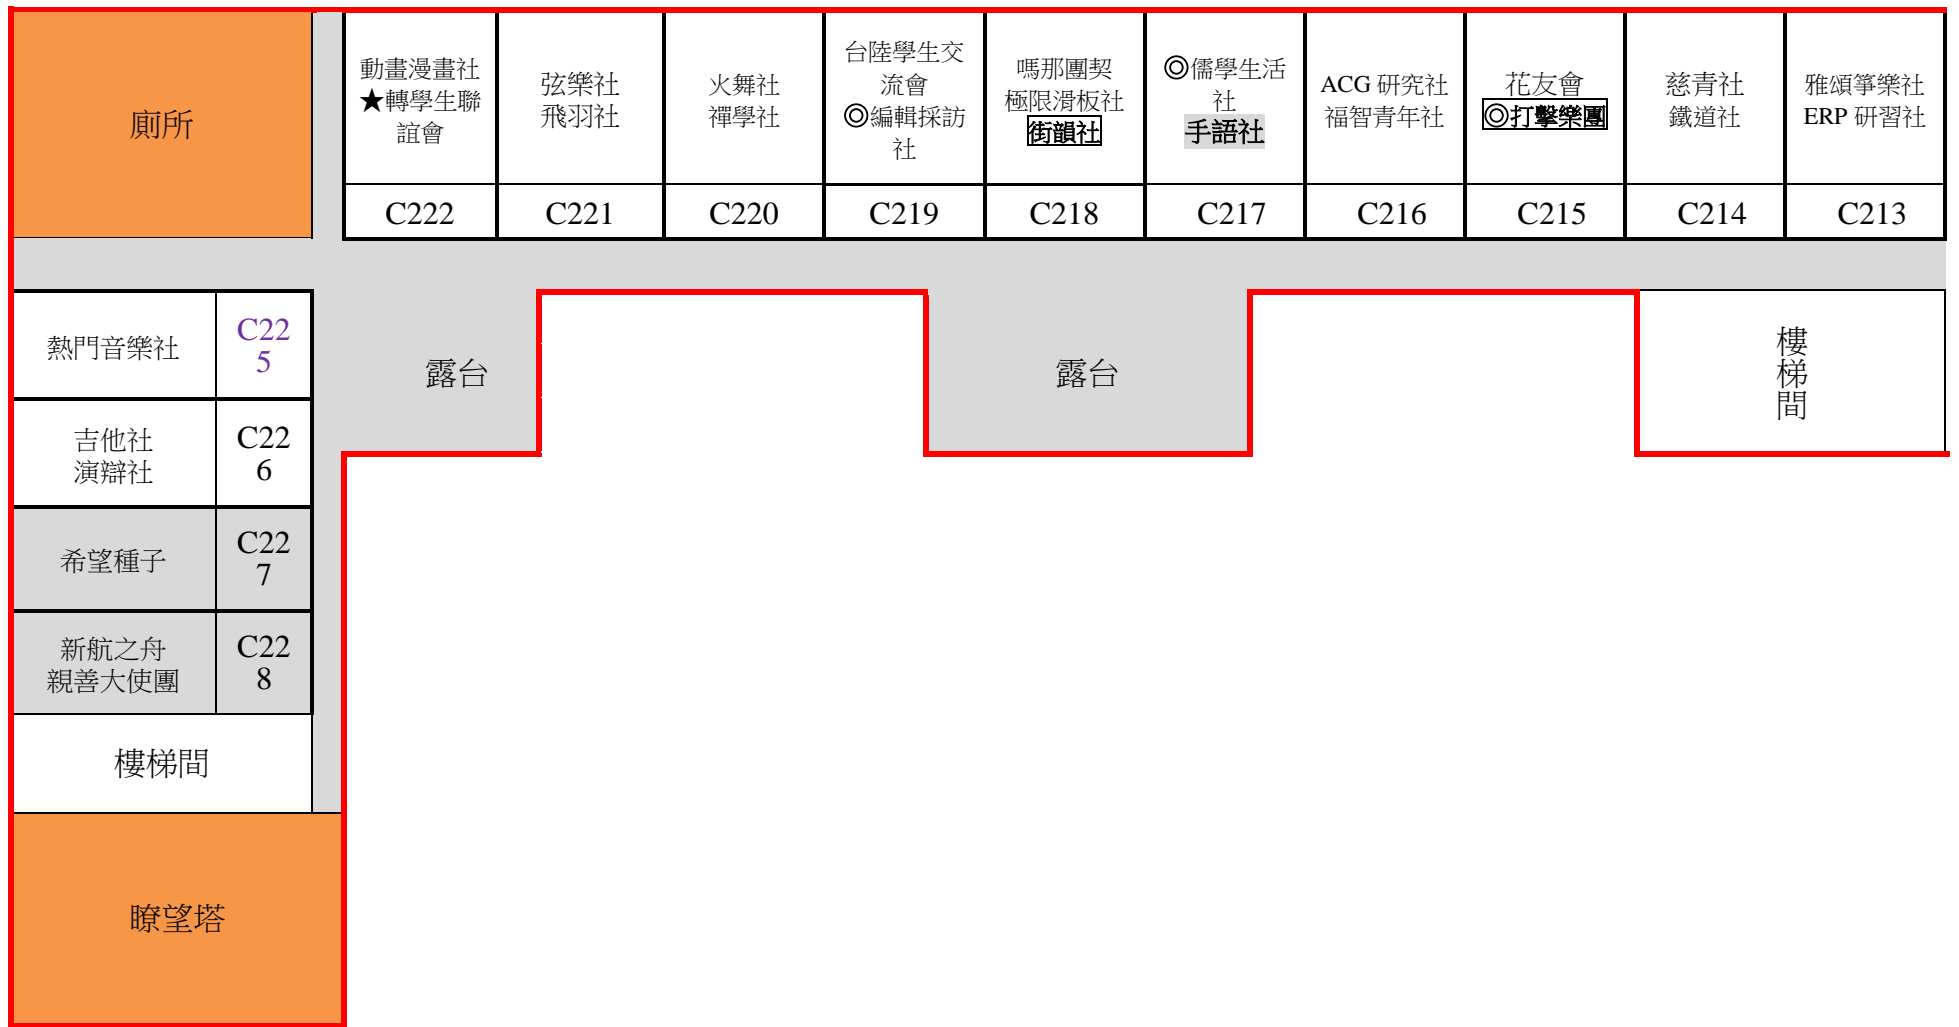 廁所
動畫漫畫社
★轉學生聯
誼會
弦樂社
飛羽社
火舞社
禪學社
台陸學生交
流會
◎編輯採訪
社
嗎那團契
極限滑板社
街韻社
◎儒學生活
社
手語社
ACG 研究社
福智青年社
花友會
◎打擊樂團
慈青社
鐵道社
雅頌箏樂社
ERP 研習社
C222
C221
C220
C219
C218
C217
C216
C215
C214
C213
熱門音樂社
C22
5
露台
露台
樓
梯
間
吉他社
演辯社
C22
6
希望種子
C22
7
新航之舟
親善大使團
C22
8
樓梯間
瞭望塔